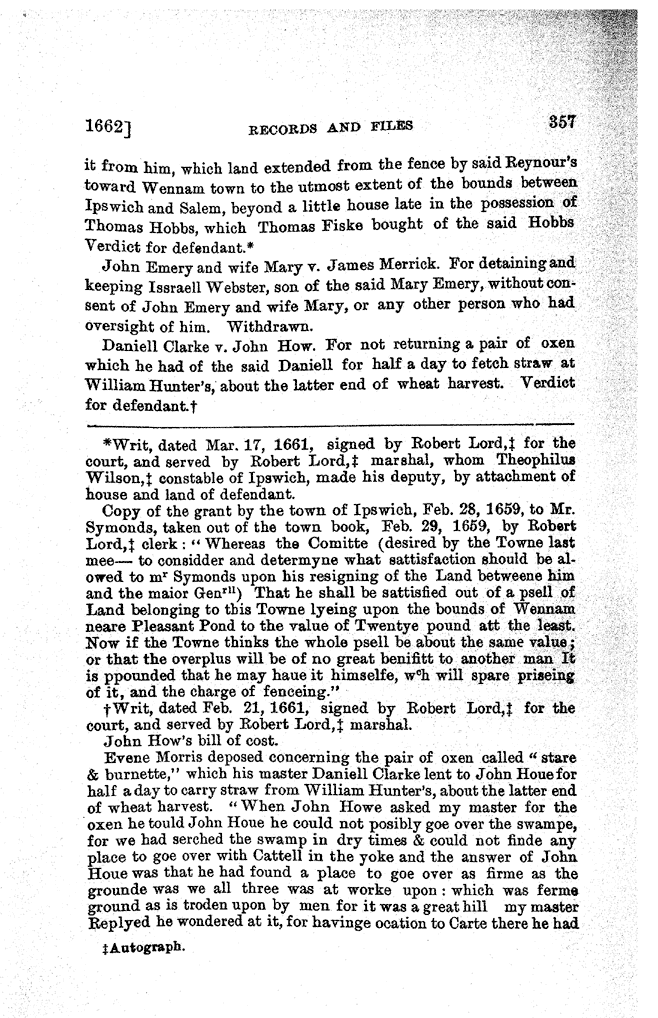 1662] RECORDS AND FILES 357
it from him, which land extended from the fence by said Reynour's
toward Wennam town to the utmost extent of the bounds between
Ipswich and Salem, beyond a little house late in the possession of
Thomas Hobbs, which Thomas Fiske bought of the said Hobbs
Verdict for defendant.*
John Emery and wife Mary v. James Merrick. For detaining and
keeping Issraell Webster, son of the said Mary Emery, without con-
sent of John Emery and wife Mary, or any other person who had
oversight of him. Withdrawn.
Daniell Clarke v. John How. For not returning a pair of oxen
which he had of the said Daniell for half a day to fetch straw at
William Hunter's, about the latter end of wheat harvest. Verdict
for defendant.†
*Writ, dated Mar. 17, 1661, signed by Robert Lord,‡ for the
court, and served by Robert Lord,‡ marshal, whom Theophilus
Wilson,‡ constable of Ipswich, made his deputy, by attachment of
house and land of defendant.
Copy of the grant by the town of Ipswich, Feb. 28, 1659, to Mr.
Symonds, taken out of the town book, Feb. 29, 1659, by Robert
Lord,‡ clerk : " Whereas the Comitte (desired by the Towne last
mee— to considder and determyne what sattisfaction should be al-
owed to mʳ Symonds upon his resigning of the Land betweene him
and the maior Genʳˡˡ) That he shall be sattisfied out of a psell of
Land belonging to this Towne lyeing upon the bounds of Wennam
neare Pleasant Pond to the value of Twentye pound att the least.
Now if the Towne thinks the whole psell be about the same value ;
or that the overplus will be of no great benifitt to another man It
is ppounded that he may haue it himselfe, wᶜh will spare priseing
of it, and the charge of fenceing."
†Writ, dated Feb. 21, 1661, signed by Robert Lord,‡ for the
court, and served by Robert Lord,‡ marshal.
John How's bill of cost.
Evene Morris deposed concerning the pair of oxen called " stare
& burnette," which his master Daniell Clarke lent to John Houe for
half a day to carry straw from William Hunter's, about the latter end
of wheat harvest. " When John Howe asked my master for the
oxen he tould John Houe he could not posibly goe over the swampe,
for we had serched the swamp in dry times & could not finde any
place to goe over with Cattell in the yoke and the answer of John
Houe was that he had found a place to goe over as firme as the
grounde was we all three was at worke upon : which was ferme
ground as is troden upon by men for it was a great hill my master
Replyed he wondered at it, for havinge ocation to Carte there he had
‡Autograph.